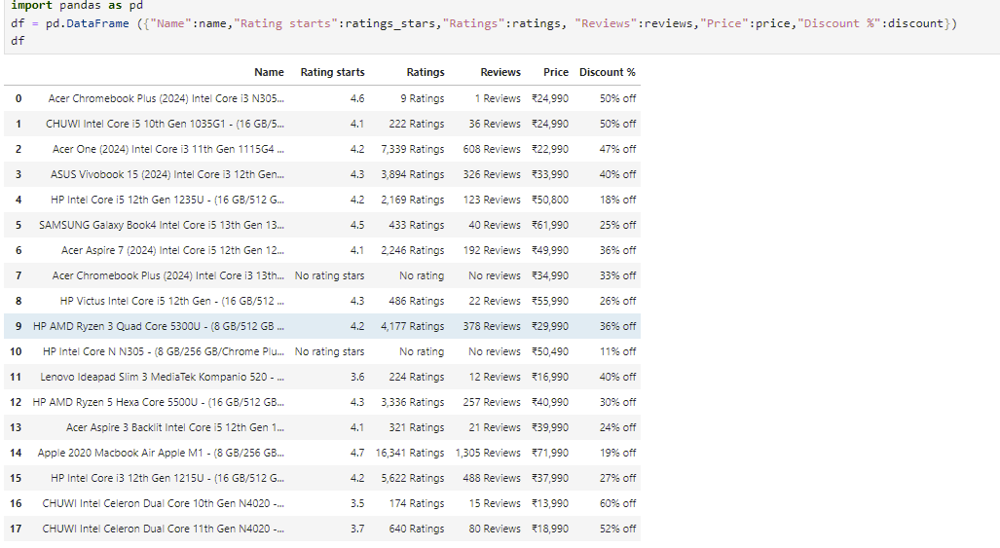 import pandas as pd
df = pd.DataFrame ({"Name":name,"Rating starts":ratings_stars,"Ratings":ratings, "Reviews":reviews,"Price":price,"Discount %":discount})
df
Name Rating starts Ratings Reviews Price Discount %
0 Acer Chromebook Plus (2024) Intel Core i3 N305... 4.6 9 Ratings 1 Reviews ₹24,990 50% off
1 CHUWI Intel Core i5 10th Gen 1035G1 - (16 GB/5... 4.1 222 Ratings 36 Reviews ₹24,990 50% off
2 Acer One (2024) Intel Core i3 11th Gen 1115G4 ... 4.2 7,339 Ratings 608 Reviews ₹22,990 47% off
3 ASUS Vivobook 15 (2024) Intel Core i3 12th Gen... 4.3 3,894 Ratings 326 Reviews ₹33,990 40% off
4 HP Intel Core i5 12th Gen 1235U - (16 GB/512 G... 4.2 2,169 Ratings 123 Reviews ₹50,800 18% off
5 SAMSUNG Galaxy Book4 Intel Core i5 13th Gen 13... 4.5 433 Ratings 40 Reviews ₹61,990 25% off
6 Acer Aspire 7 (2024) Intel Core i5 12th Gen 12... 4.1 2,246 Ratings 192 Reviews ₹49,990 36% off
7 Acer Chromebook Plus (2024) Intel Core i3 13th... No rating stars No rating No reviews ₹34,990 33% off
8 HP Victus Intel Core i5 12th Gen - (16 GB/512 ... 4.3 486 Ratings 22 Reviews ₹55,990 26% off
9 HP AMD Ryzen 3 Quad Core 5300U - (8 GB/512 GB ... 4.2 4,177 Ratings 378 Reviews ₹29,990 36% off
10 HP Intel Core N N305 - (8 GB/256 GB/Chrome Plu... No rating stars No rating No reviews ₹50,490 11% off
11 Lenovo Ideapad Slim 3 MediaTek Kompanio 520 - ... 3.6 224 Ratings 12 Reviews ₹16,990 40% off
12 HP AMD Ryzen 5 Hexa Core 5500U - (16 GB/512 GB... 4.3 3,336 Ratings 257 Reviews ₹40,990 30% off
13 Acer Aspire 3 Backlit Intel Core i5 12th Gen 1... 4.1 321 Ratings 21 Reviews ₹39,990 24% off
14 Apple 2020 Macbook Air Apple M1 - (8 GB/256 GB... 4.7 16,341 Ratings 1,305 Reviews ₹71,990 19% off
15 HP Intel Core i3 12th Gen 1215U - (16 GB/512 G... 4.2 5,622 Ratings 488 Reviews ₹37,990 27% off
16 CHUWI Intel Celeron Dual Core 10th Gen N4020 -... 3.5 174 Ratings 15 Reviews ₹13,990 60% off
17 CHUWI Intel Celeron Dual Core 11th Gen N4020 -... 3.7 640 Ratings 80 Reviews ₹18,990 52% off